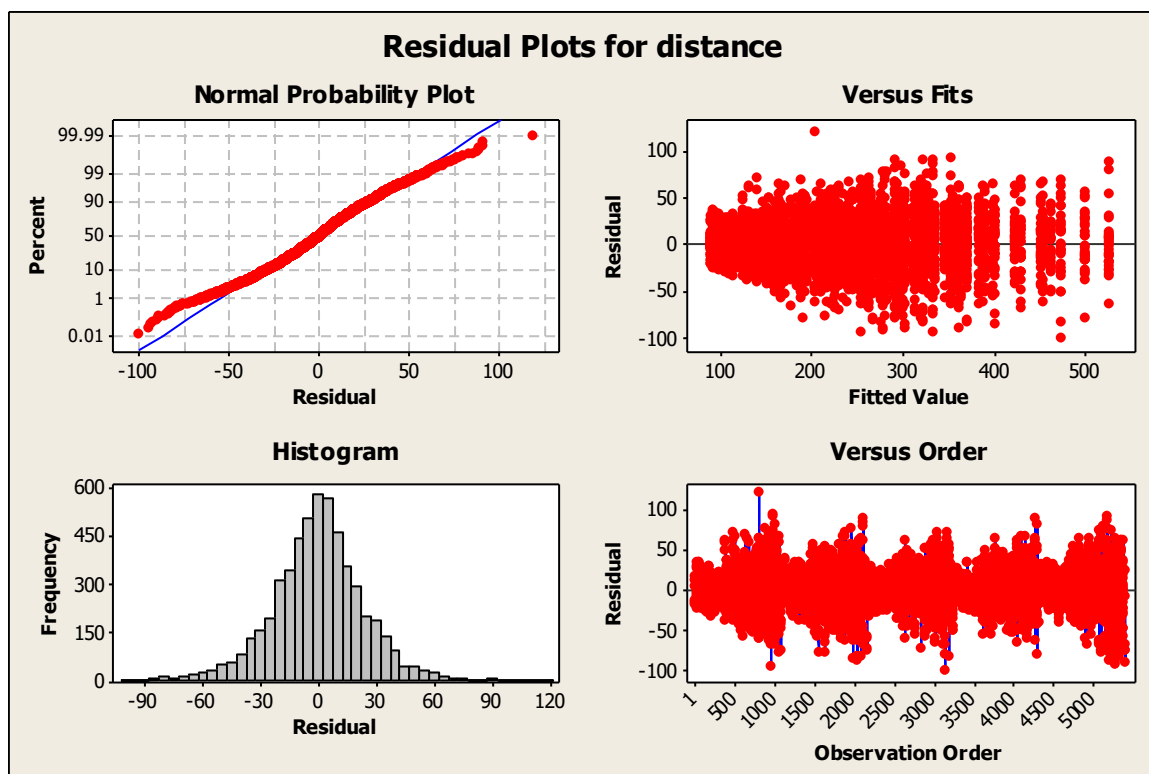 Residual Plots for distance
Normal Probability Plot
99.99
99
90
50
10
1
0.01
Percent
-100 -50 0 50 100
Residual
Versus Fits
100
50
0
-50
-100
Residual
100 200 300 400 500
Fitted Value
Histogram
600
450
300
150
0
Frequency
-90 -60 -30 0 30 60 90 120
Residual
Versus Order
100
50
0
-50
-100
Residual
1 500 1000 1500 2000 2500 3000 3500 4000 4500 5000
Observation Order